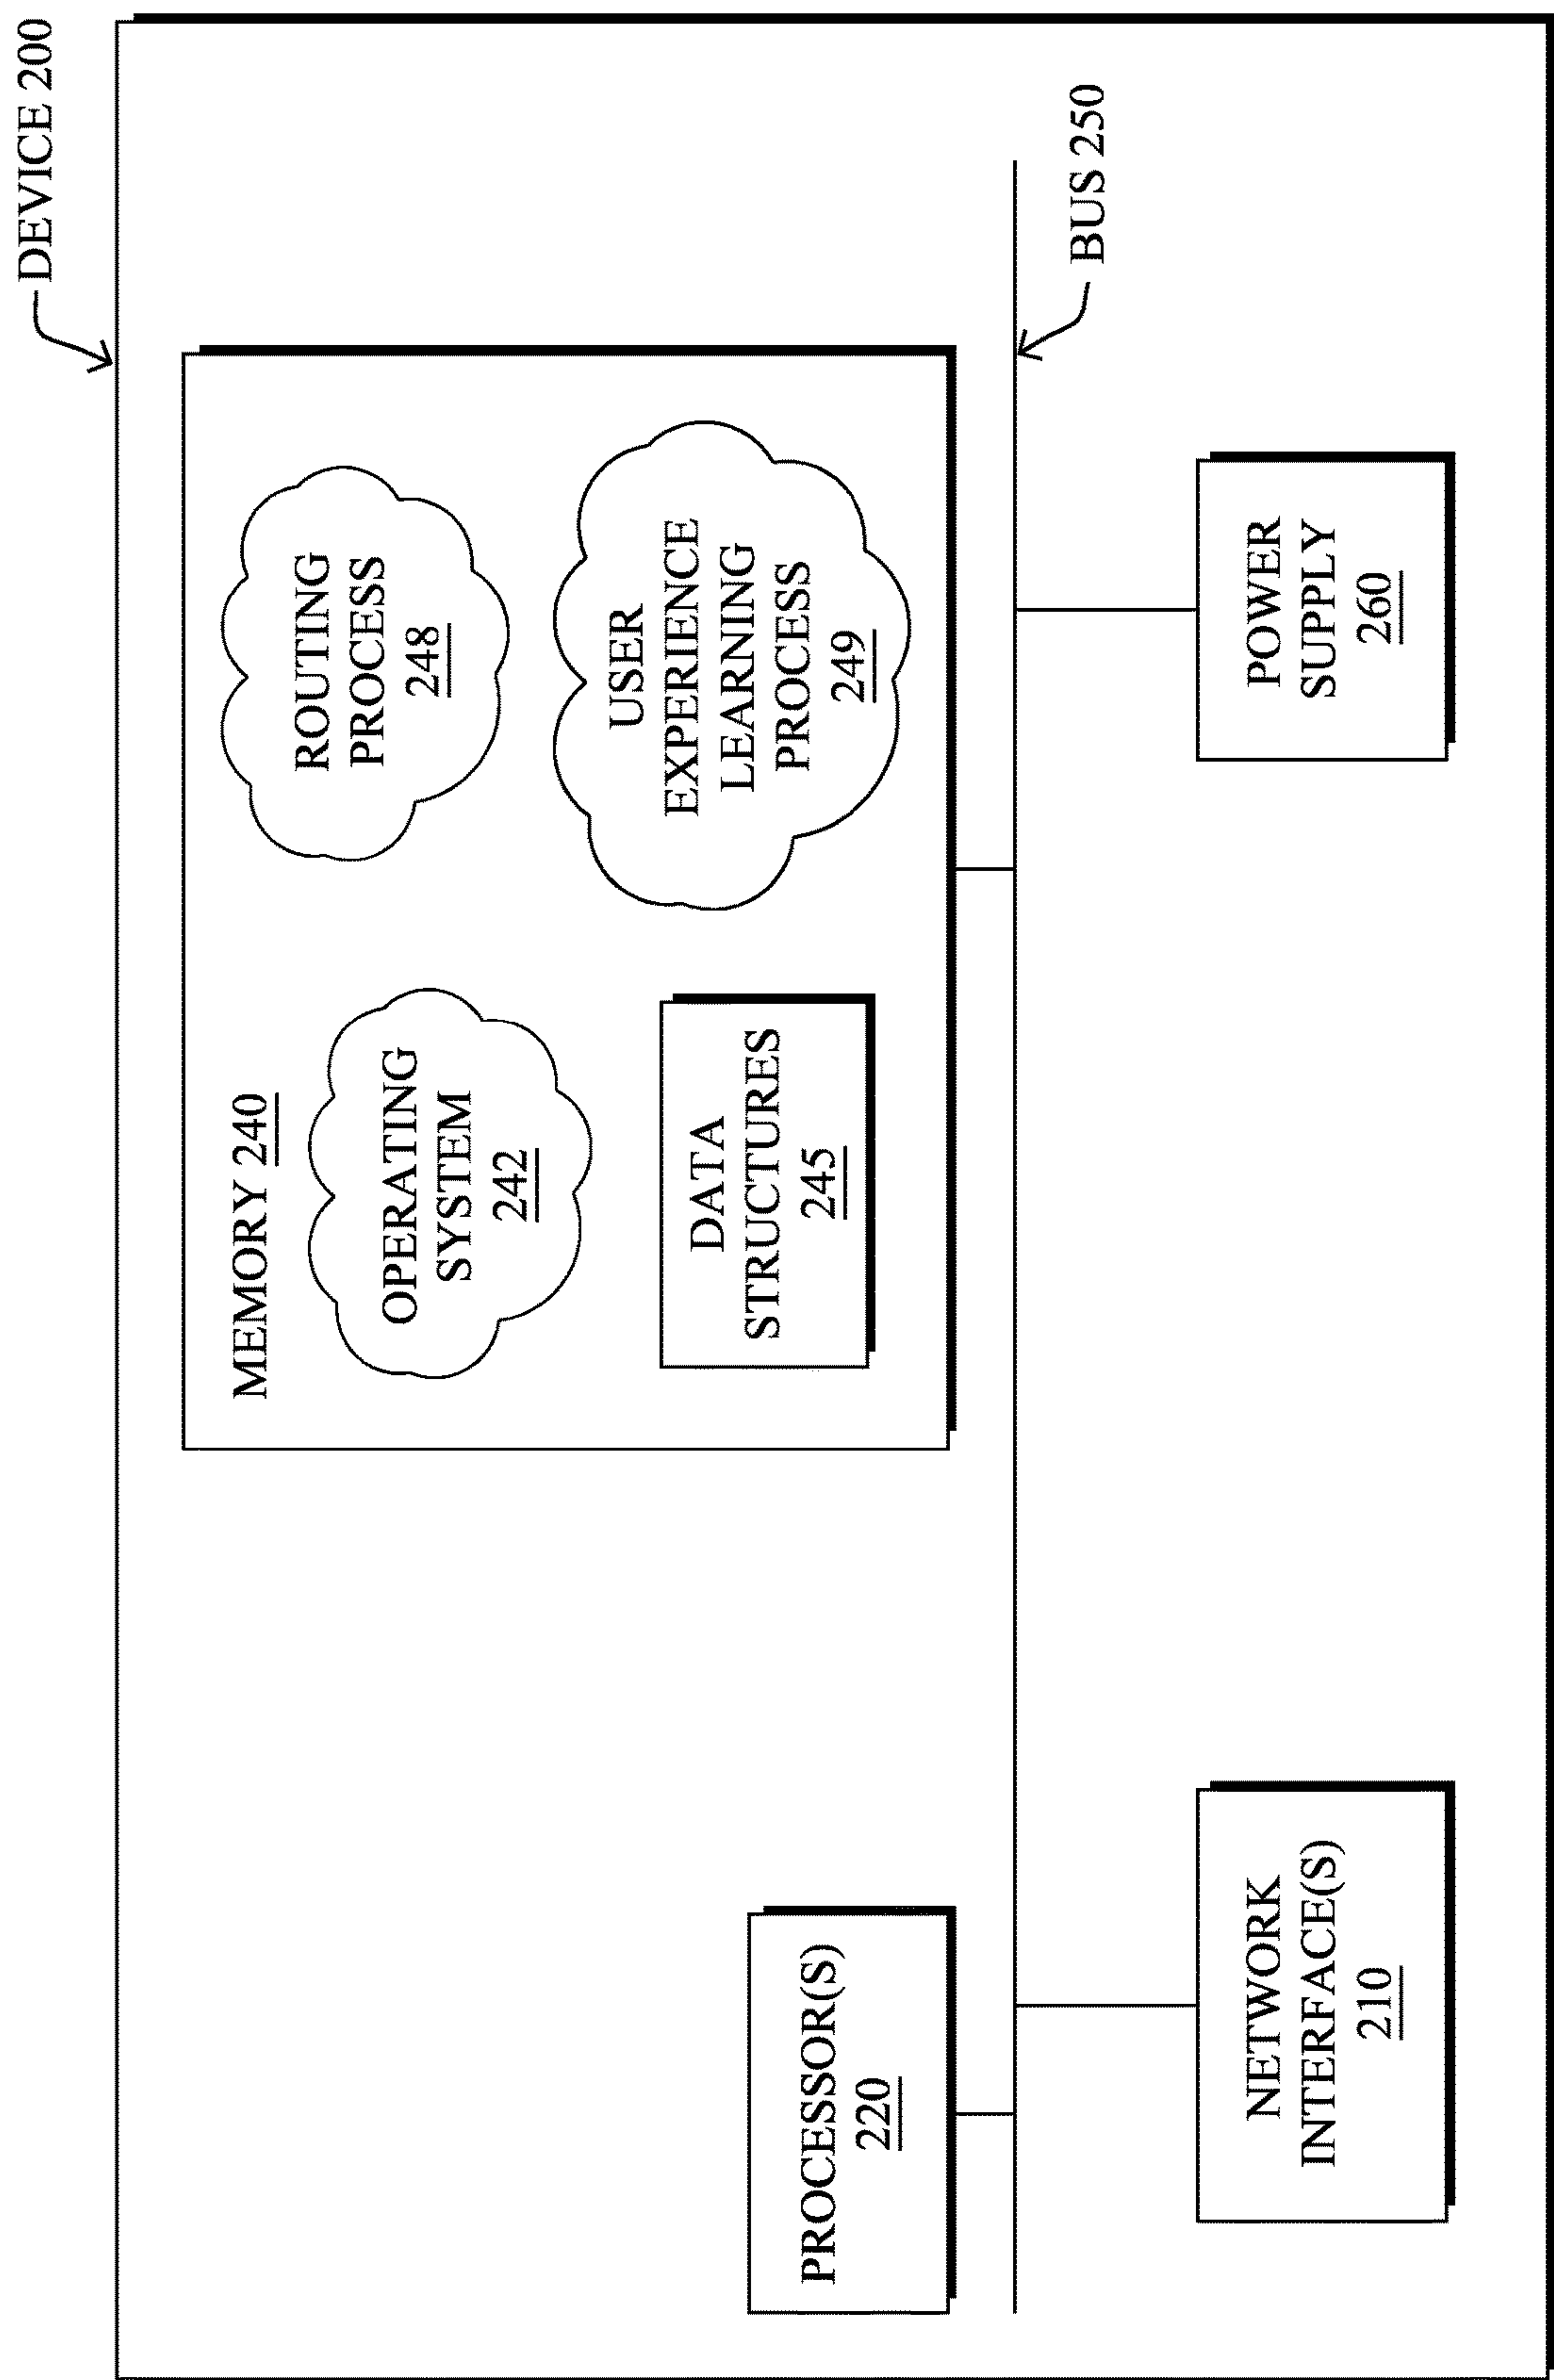 DEVICE 200
MEMORY 240
OPERATING
SYSTEM
242
ROUTING
PROCESS
248
DATA
STRUCTURES
245
USER
EXPERIENCE
LEARNING
PROCESS
249
PROCESSOR(S)
220
BUS 250
NETWORK
INTERFACE(S)
210
POWER
SUPPLY
260